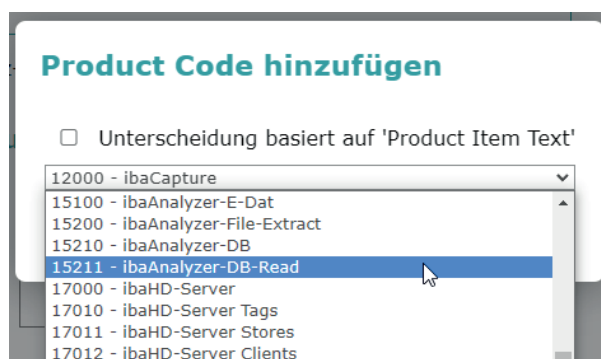 Product Code hinzufügen
Unterscheidung basiert auf 'Product Item Text'
12000 - ibaCapture
15100 - ibaAnalyzer-E-Dat
15200 - ibaAnalyzer-File-Extract
15210 - ibaAnalyzer-DB
15211 - ibaAnalyzer-DB-Read
17000 - ibaHD-Server
17010 - ibaHD-Server Tags
17011 - ibaHD-Server Stores
17012 - ibaHD-Server Clients